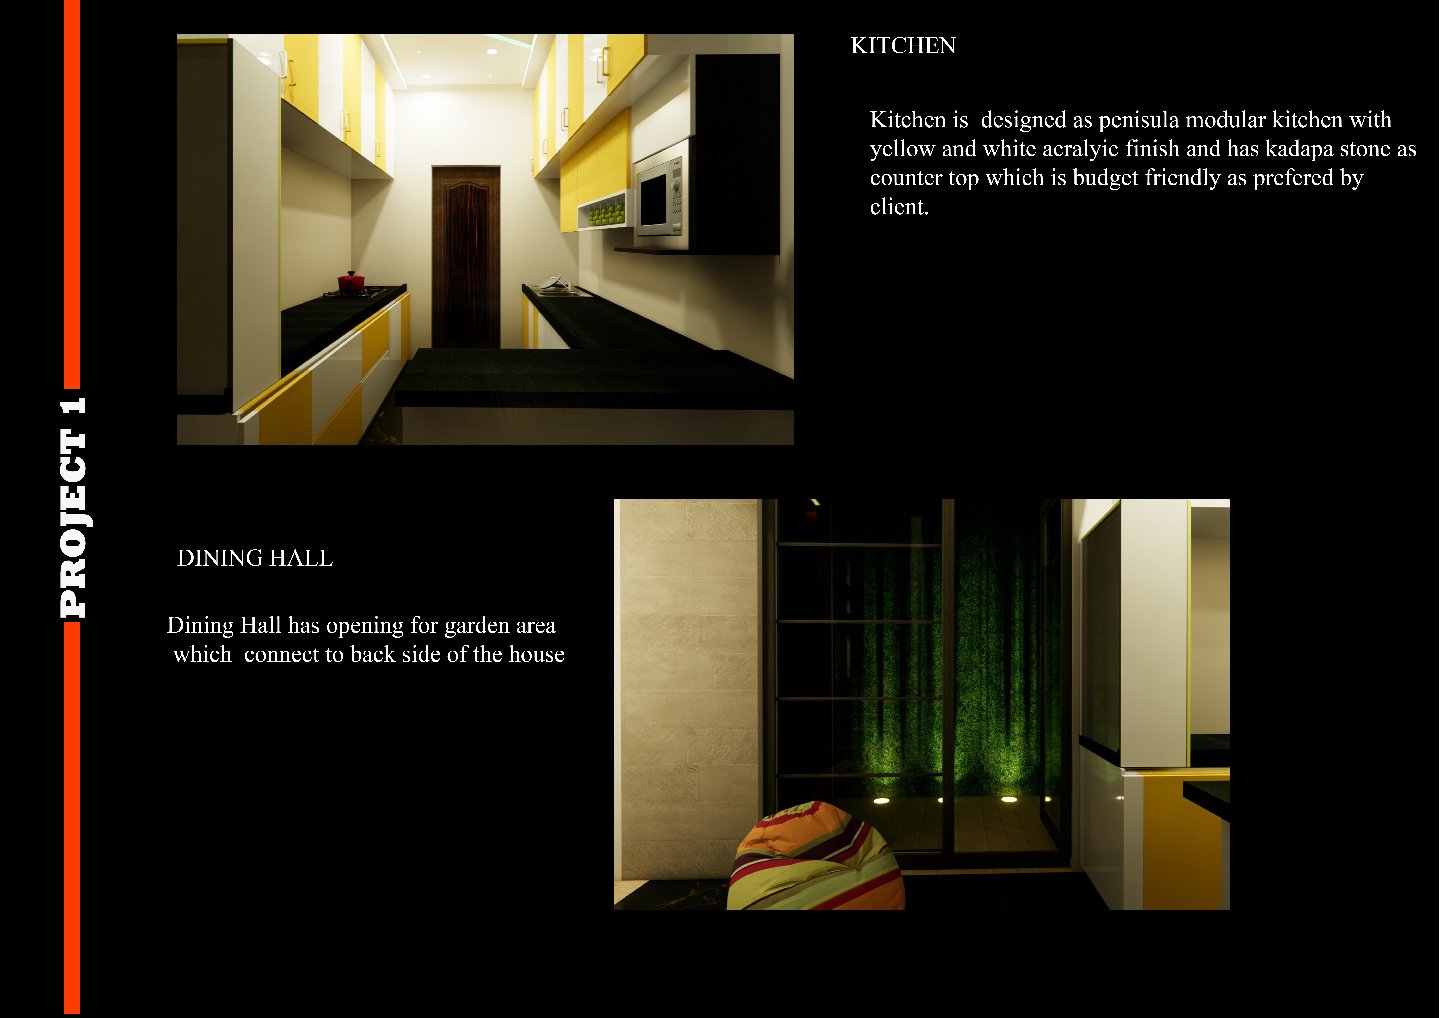 PROJECT 1
KITCHEN
Kitchen is designed as penisula modular kitchen with
yellow and white acralyic finish and has kadapa stone as
counter top which is budget friendly as prefered by
client.
DINING HALL
Dining Hall has opening for garden area
which connect to back side of the house